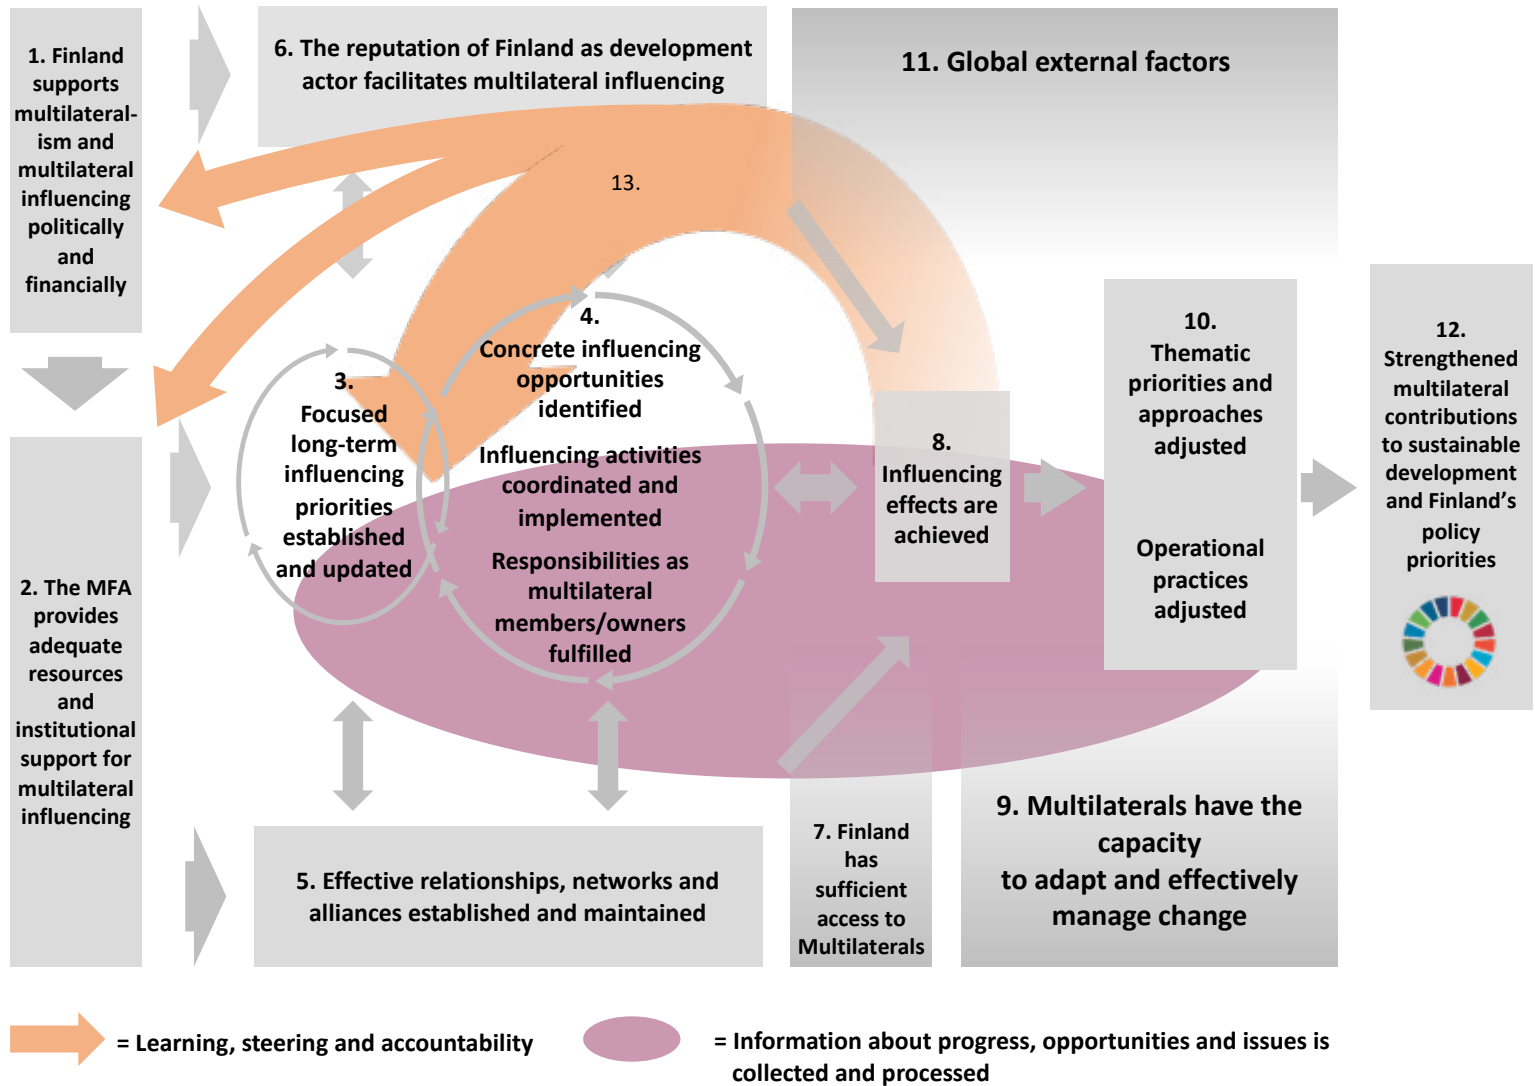 1. Finland
supports
multilateral-
ism and
multilateral
influencing
politically
and
financially
2. The MFA
provides
adequate
resources
and
institutional
support for
multilateral
influencing
6. The reputation of Finland as development
actor facilitates multilateral influencing
11. Global external factors
13.
3.
Focused
long-term
influencing
priorities
established
and updated
4.
Concrete influencing
opportunities
identified
Influencing activities
coordinated and
implemented
Responsibilities as
multilateral
members/owners
fulfilled
8.
Influencing
effects are
achieved
10.
Thematic
priorities and
approaches
adjusted
Operational
practices
adjusted
12.
Strengthened
multilateral
contributions
to sustainable
development
and Finland’s
policy
priorities
5. Effective relationships, networks and
alliances established and maintained
7. Finland
has
sufficient
access to
Multilaterals
9. Multilaterals have the
capacity
to adapt and effectively
manage change
= Learning, steering and accountability
= Information about progress, opportunities and issues is
collected and processed